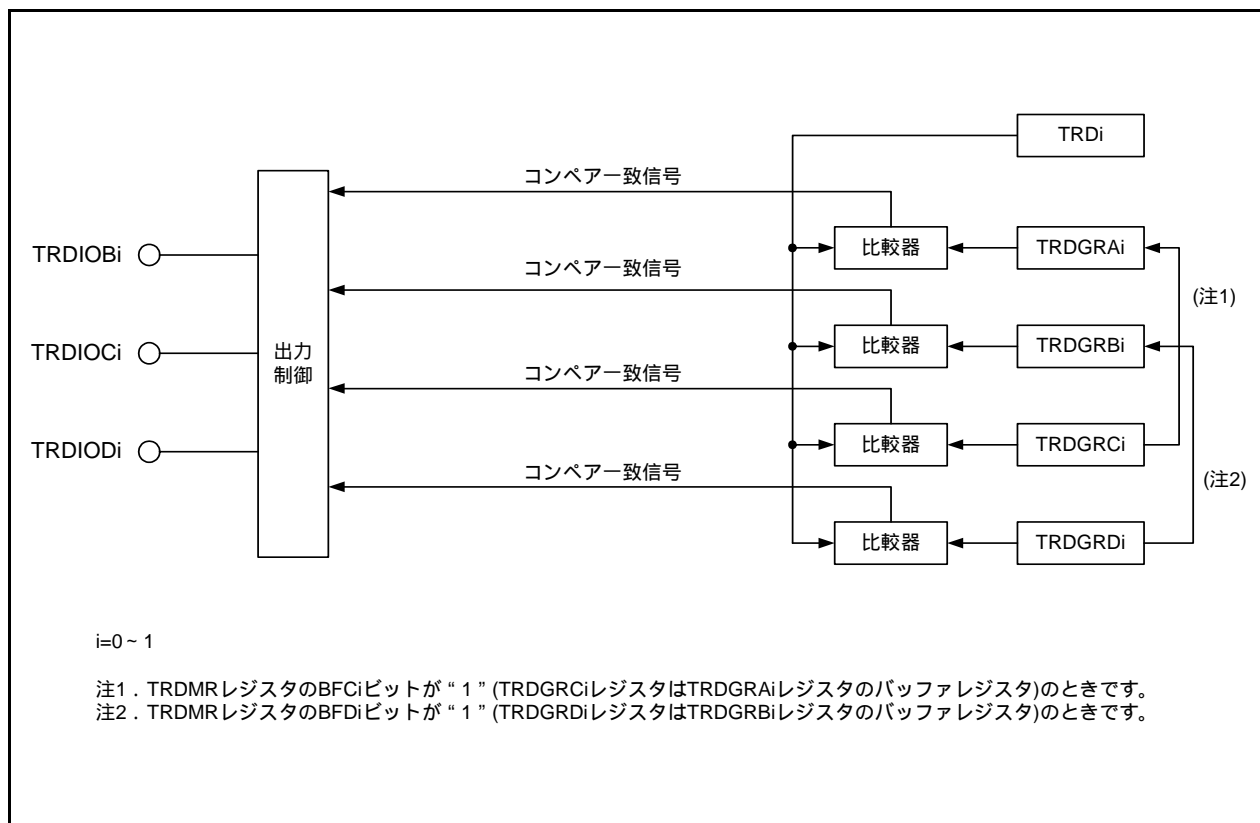 TRDi
コンペア一致信号
TRDIOBi
比較器
TRDGRAi
コンペア一致信号
(注1)
TRDIOCi
出力
制御
比較器
TRDGRBi
コンペア一致信号
TRDIODi
比較器
TRDGRCi
コンペア一致信号
(注2)
比較器
TRDGRDi
i=0~1
注1.TRDMRレジスタのBFCiビットが“1”(TRDGRCiレジスタはTRDGRAiレジスタのバッファレジスタ)のときです。
注2.TRDMRレジスタのBFDiビットが“1”(TRDGRDiレジスタはTRDGRBiレジスタのバッファレジスタ)のときです。